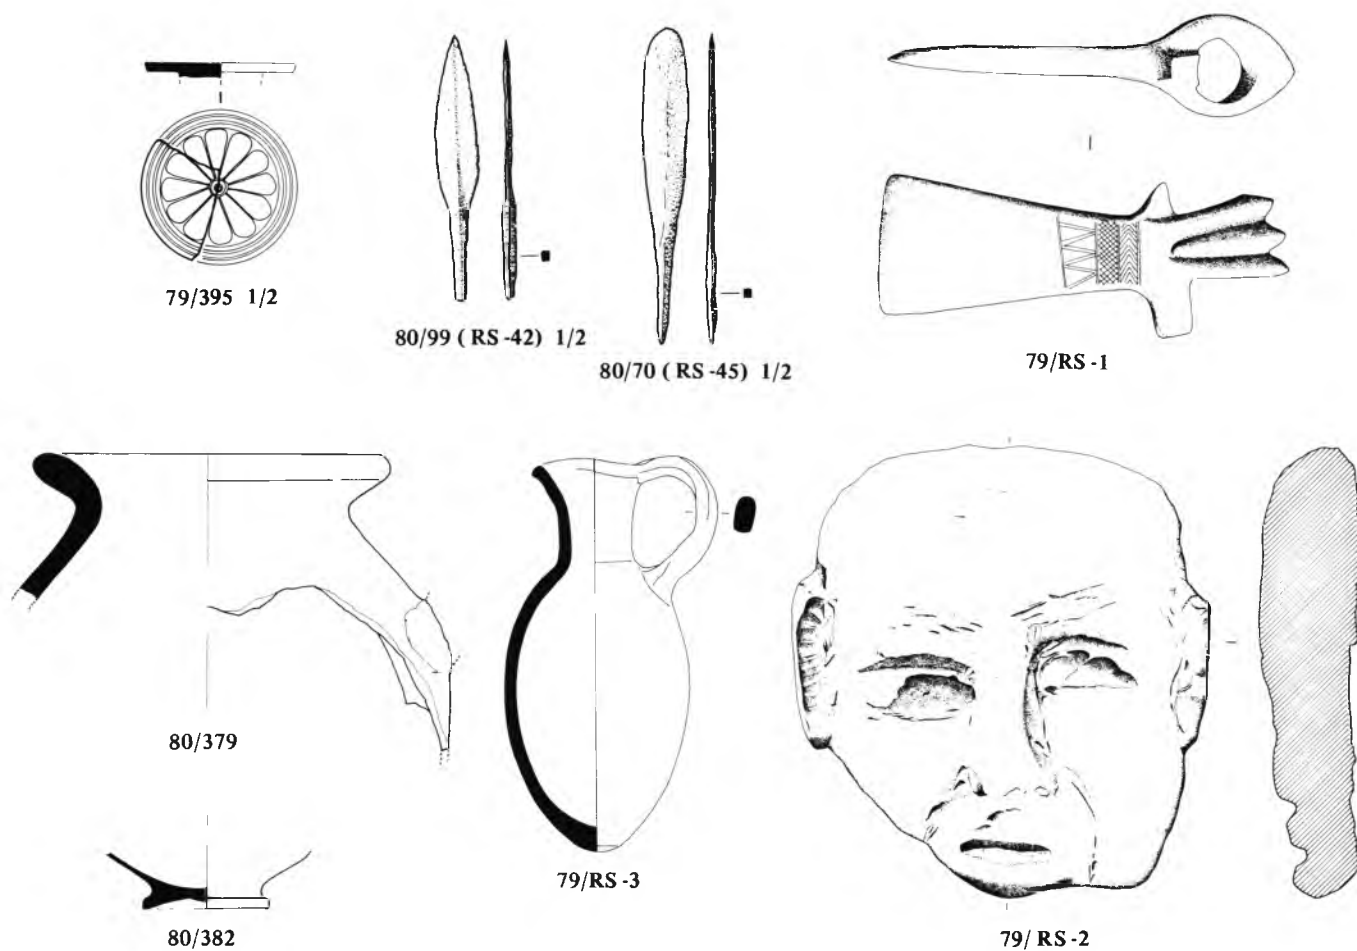 79/395 1/2
80/99 ( RS -42) 1/2
80/70 ( RS -45) 1/2
79/RS -1
80/379
79/RS -3
80/382
79/ RS -2